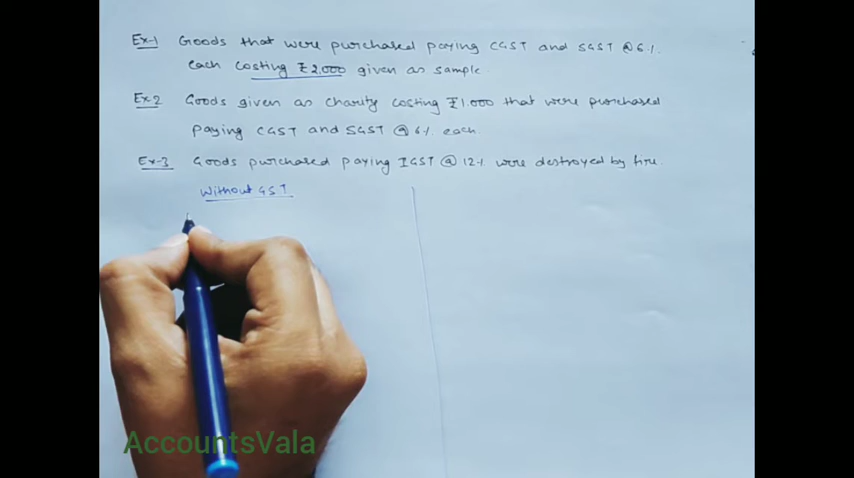 Ex-1 Goods that were purchased paying CGST and SGST @ 6%.
each costing ₹2,000 given as sample.
Ex-2 Goods given as charity costing ₹1,000 that were purchased
paying CGST and SGST @ 6% each.
Ex-3 Goods purchased paying IGST @ 12% were destroyed by fire.
Without GST
AccountsVala